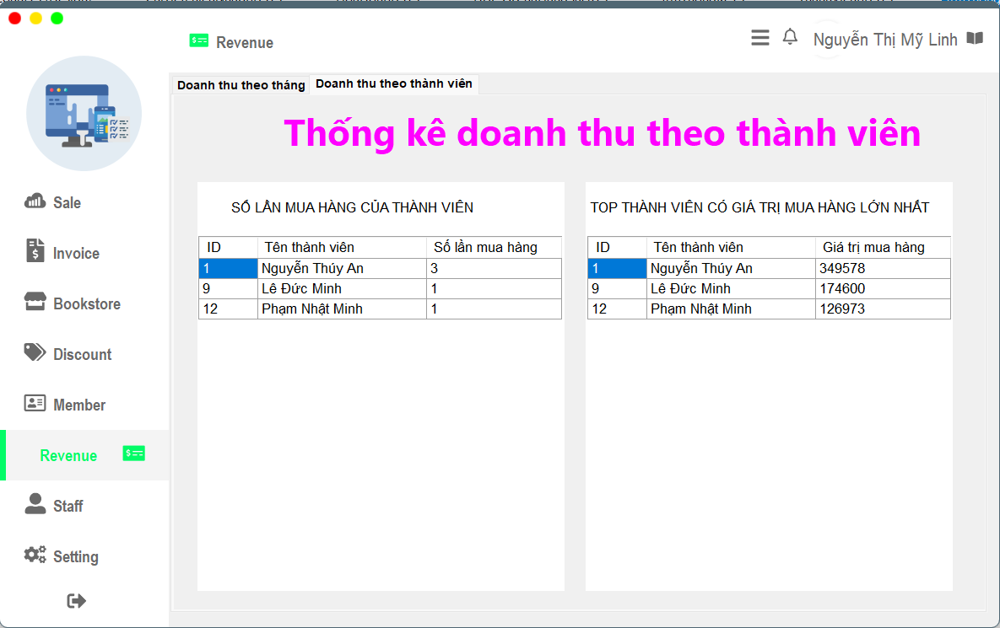 Revenue
Nguyễn Thị Mỹ Linh
Doanh thu theo tháng Doanh thu theo thành viên
Thống kê doanh thu theo thành viên
Sale
Invoice
Bookstore
Discount
Member
Revenue
Staff
Setting
SỐ LẦN MUA HÀNG CỦA THÀNH VIÊN
ID Tên thành viên Số lần mua hàng
1 Nguyễn Thúy An 3
9 Lê Đức Minh 1
12 Phạm Nhật Minh 1
TOP THÀNH VIÊN CÓ GIÁ TRỊ MUA HÀNG LỚN NHẤT
ID Tên thành viên Giá trị mua hàng
1 Nguyễn Thúy An 349578
9 Lê Đức Minh 174600
12 Phạm Nhật Minh 126973